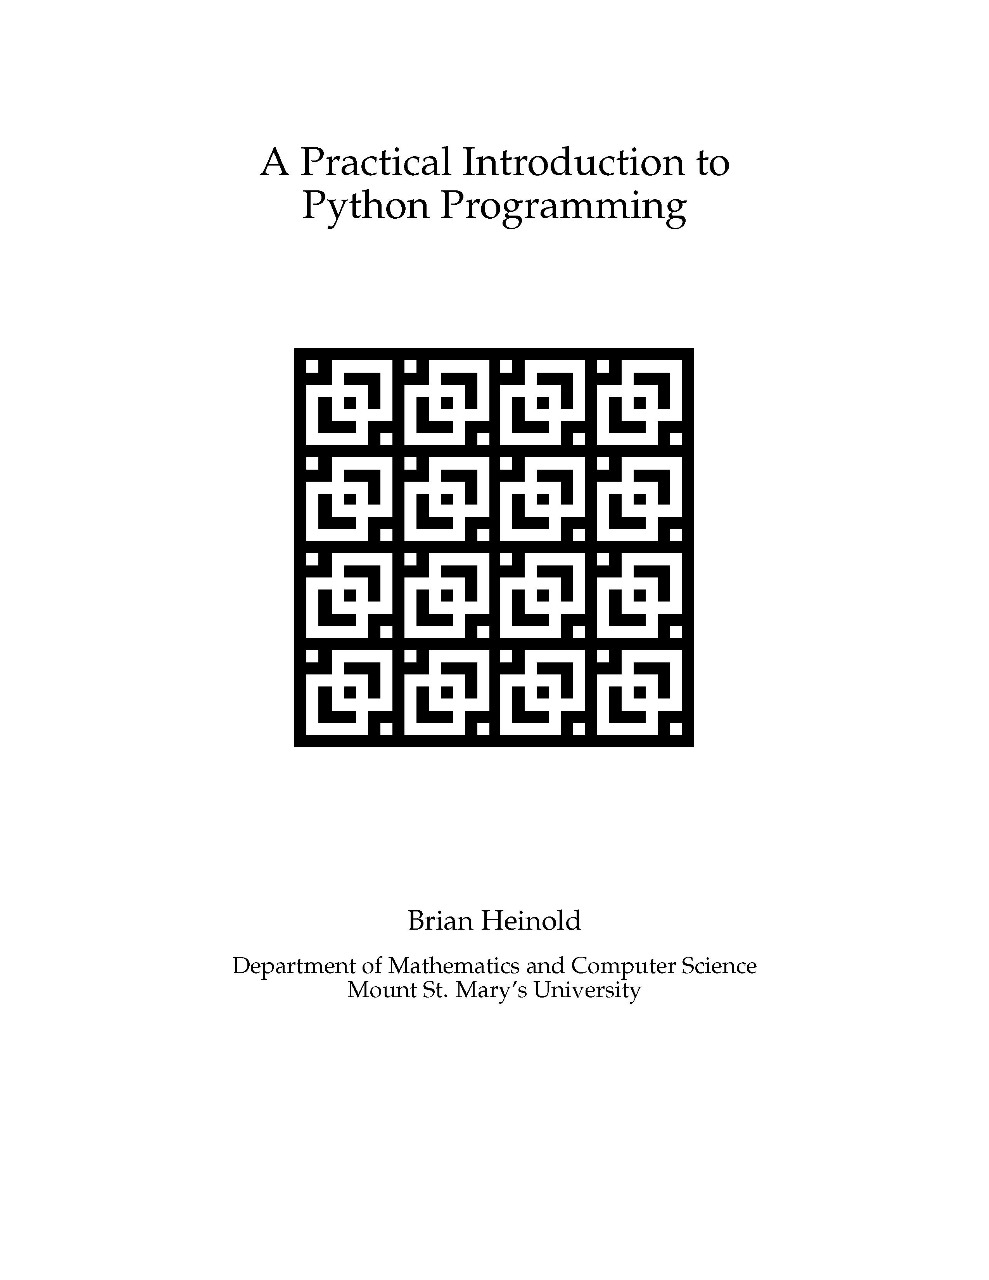 A Practical Introduction to
Python Programming
Brian Heinold
Department of Mathematics and Computer Science
Mount St. Mary's University